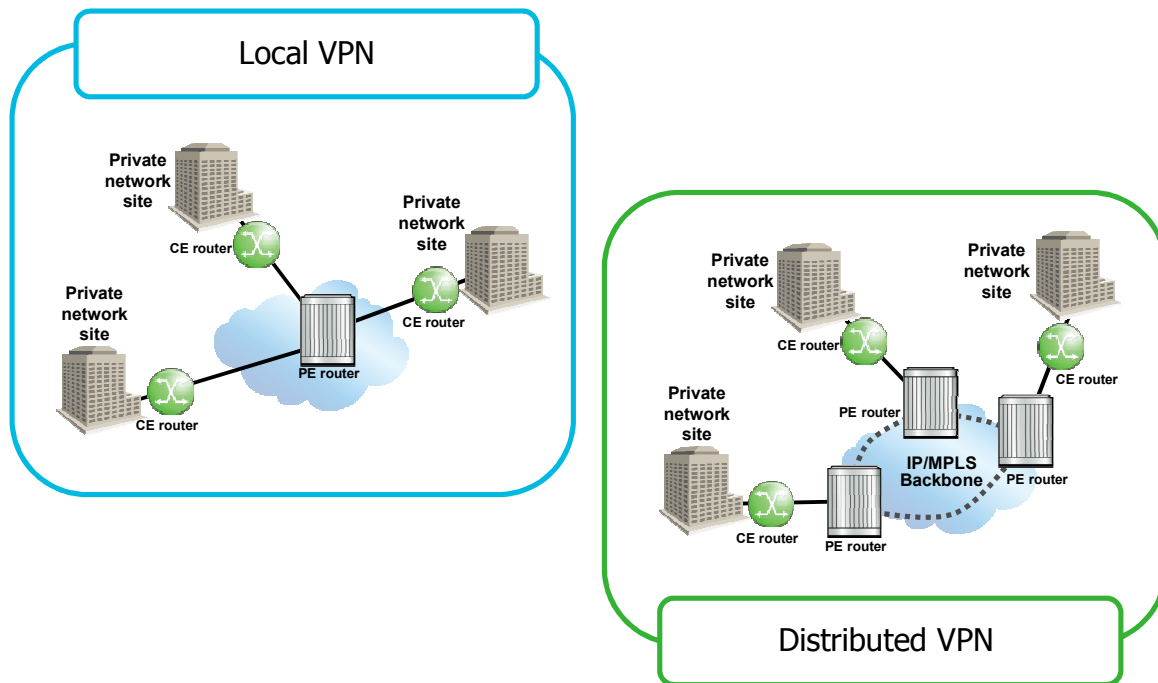 Local VPN
Private
network
site
CE router
Private
network
site
CE router
Private
network
site
CE router
PE router
Private
network
site
CE router
Private
network
site
CE router
PE router
Private
network
site
CE router
PE router
IP/MPLS
Backbone
PE router
Distributed VPN